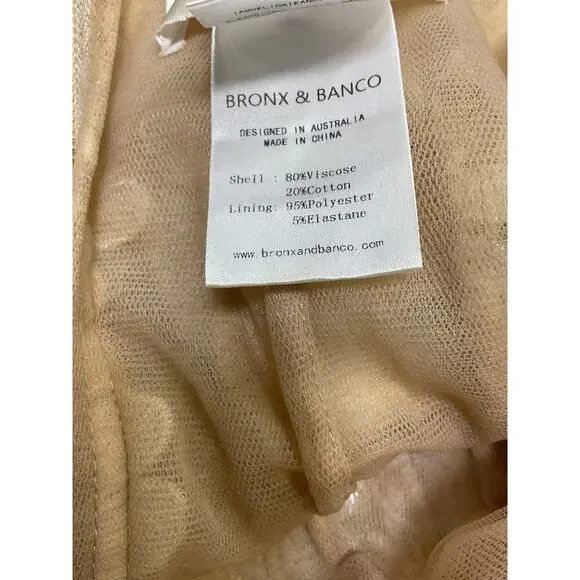 BRONX & BANCO
DESIGNED IN AUSTRALIA
MADE IN CHINA
Shell : 80%Viscose
20%Cotton
Lining: 95%Polyester
5%Elastane
www.bronxandbanco.com